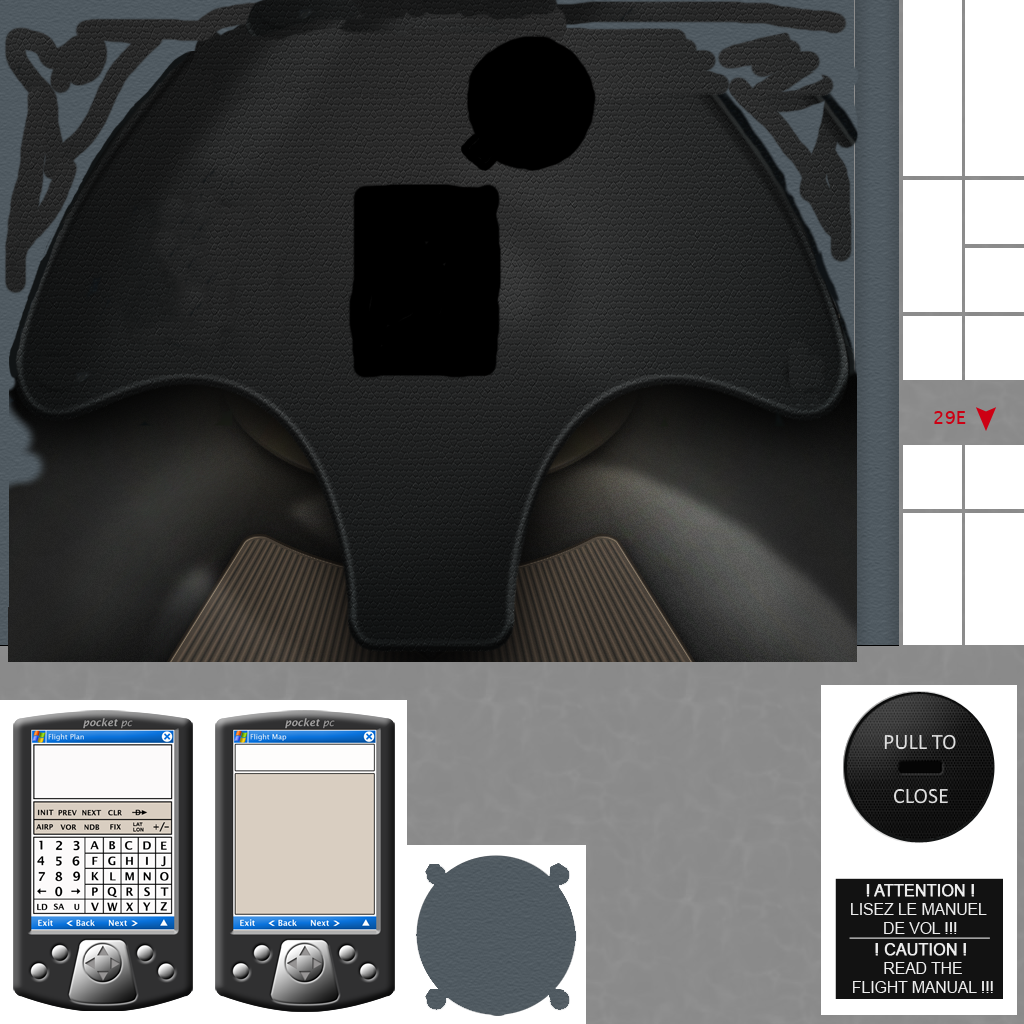 29E
pocket pc
Flight Plan
INIT PREV NEXT CLR
AIRP VOR NDB FIX LAT LON +/-
1 2 3 A B C D E
4 5 6 F G H I J
7 8 9 K L M N O
← 0 → P Q R S T
LD SA U V W X Y Z
Exit < Back Next >
pocket pc
Flight Map
Exit < Back Next >
PULL TO
CLOSE
! ATTENTION !
LISEZ LE MANUEL
DE VOL !!!
! CAUTION !
READ THE
FLIGHT MANUAL !!!